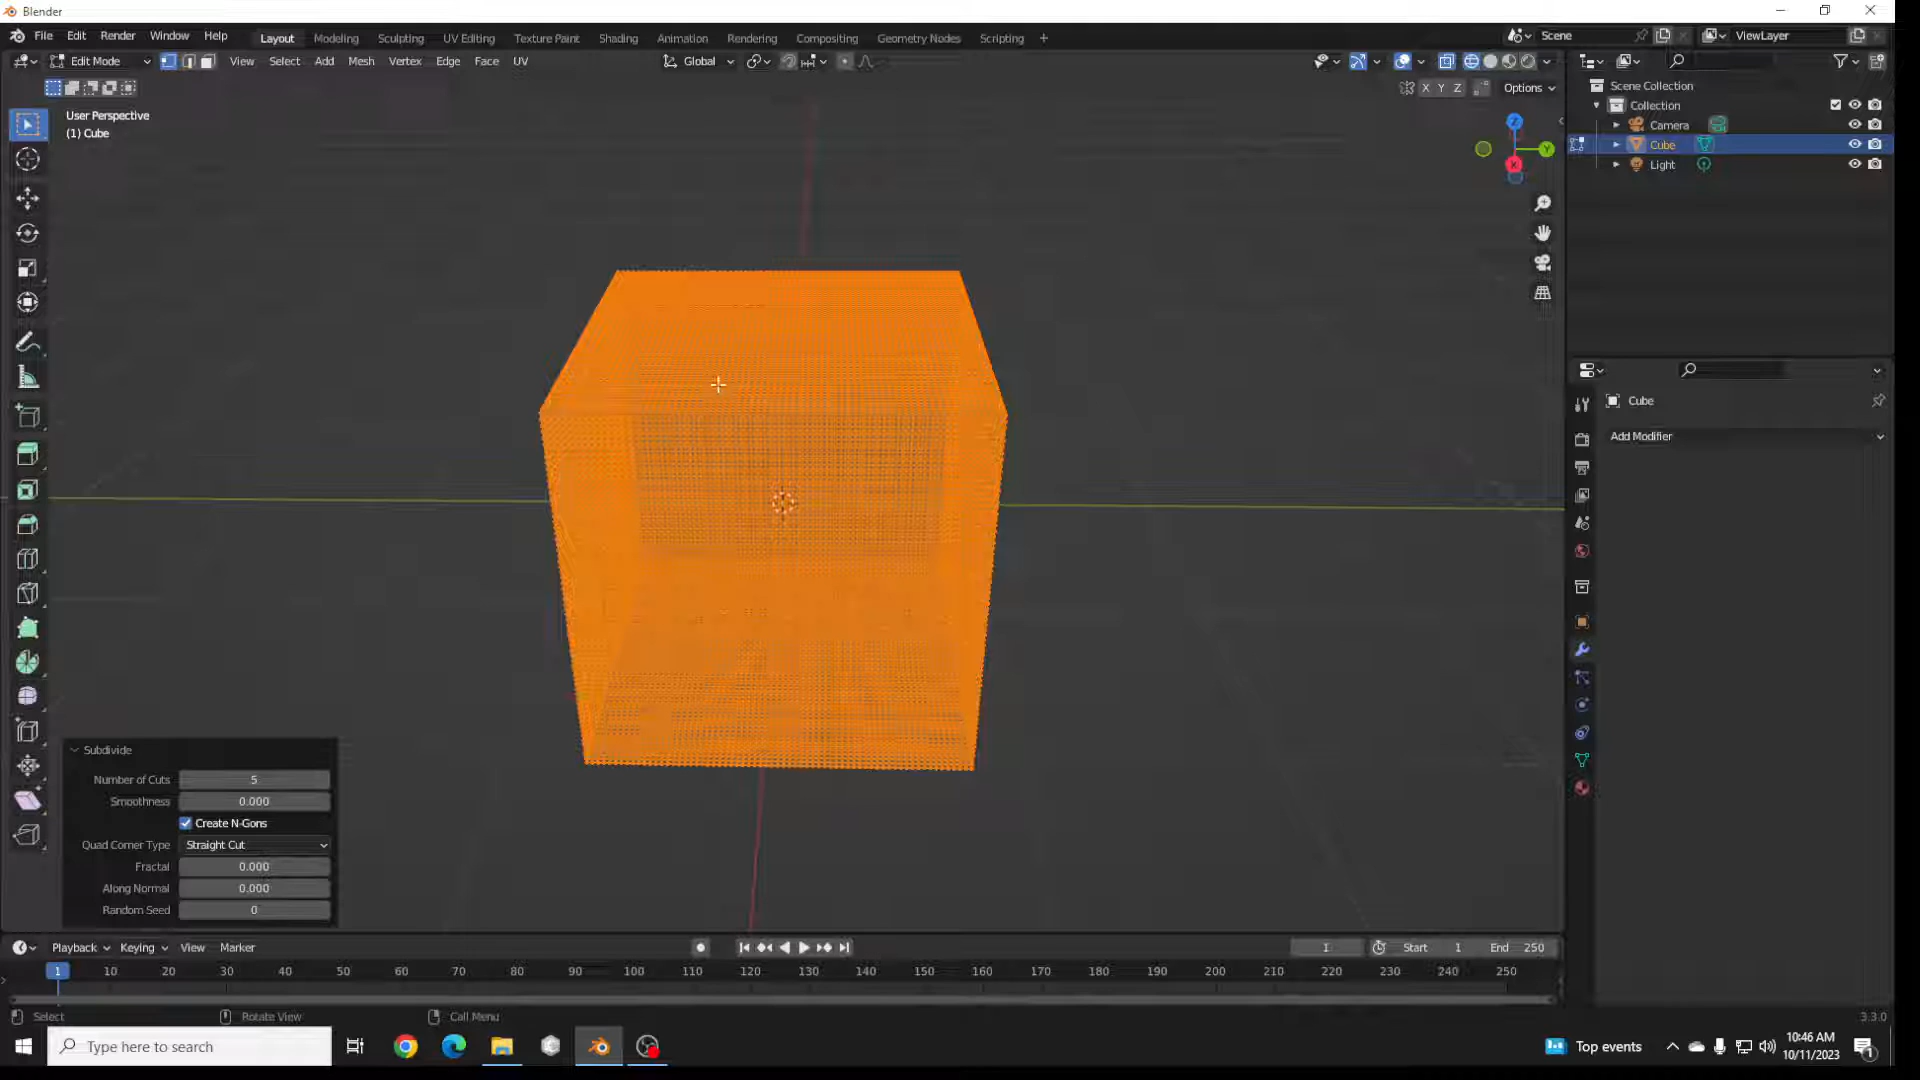 Blender
File Edit Render Window Help
Layout Modeling Sculpting UV Editing Texture Paint Shading Animation Rendering Compositing Geometry Nodes Scripting +
Scene
ViewLayer
Edit Mode View Select Add Mesh Vertex Edge Face UV
Global
X Y Z Options
User Perspective
(1) Cube
Z
Y
X
Scene Collection
Collection
Camera
Cube
Light
Cube
Add Modifier
Subdivide
Number of Cuts 5
Smoothness 0.000
Create N-Gons
Quad Corner Type Straight Cut
Fractal 0.000
Along Normal 0.000
Random Seed 0
Playback Keying View Marker
1 Start 1 End 250
1 10 20 30 40 50 60 70 80 90 100 110 120 130 140 150 160 170 180 190 200 210 220 230 240 250
Select Rotate View Call Menu
3.3.0
Type here to search
Top events
10:46 AM
10/11/2023
1